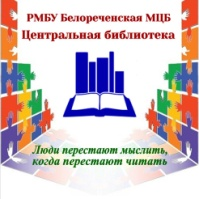 РМБУ Белореченская МЦБ
Центральная библиотека
Люди перестают мыслить,
когда перестают читать